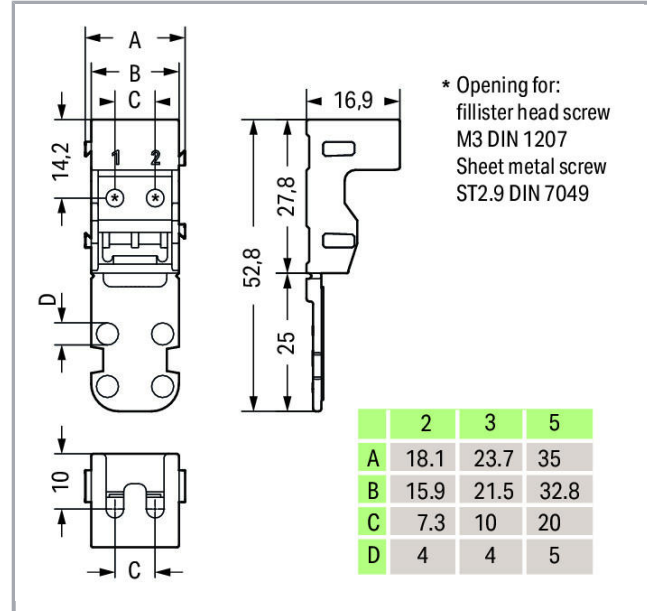 A
B
C
16,9
* Opening for:
fillister head screw
M3 DIN 1207
Sheet metal screw
ST2.9 DIN 7049
14,2
1 2
* *
27,8
52,8
D
25
10
C
2 3 5
A 18.1 23.7 35
B 15.9 21.5 32.8
C 7.3 10 20
D 4 4 5